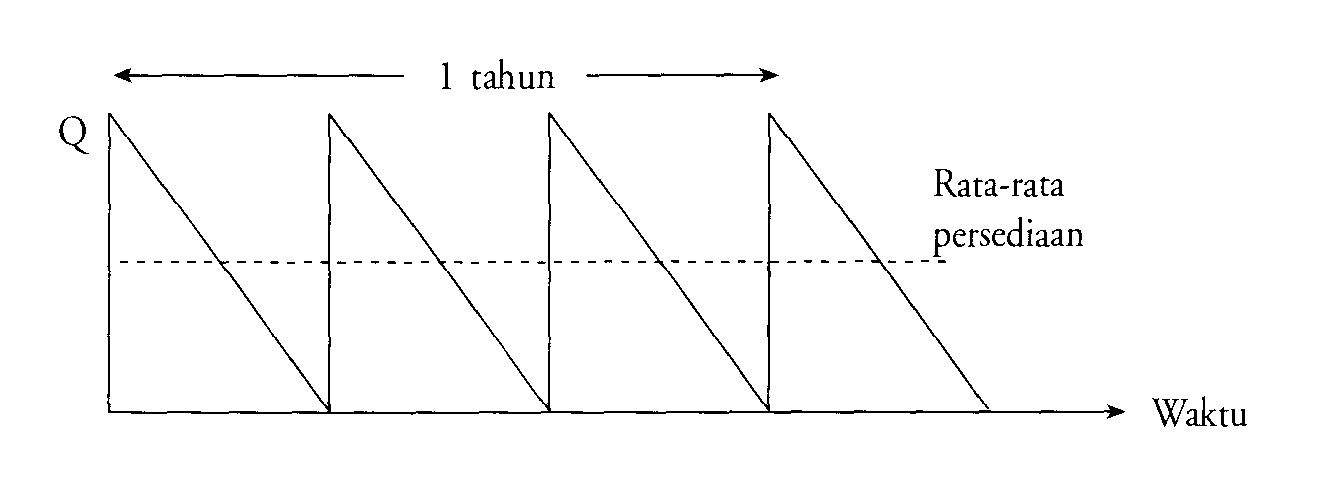 1 tahun
Q
Rata-rata
persediaan
Waktu